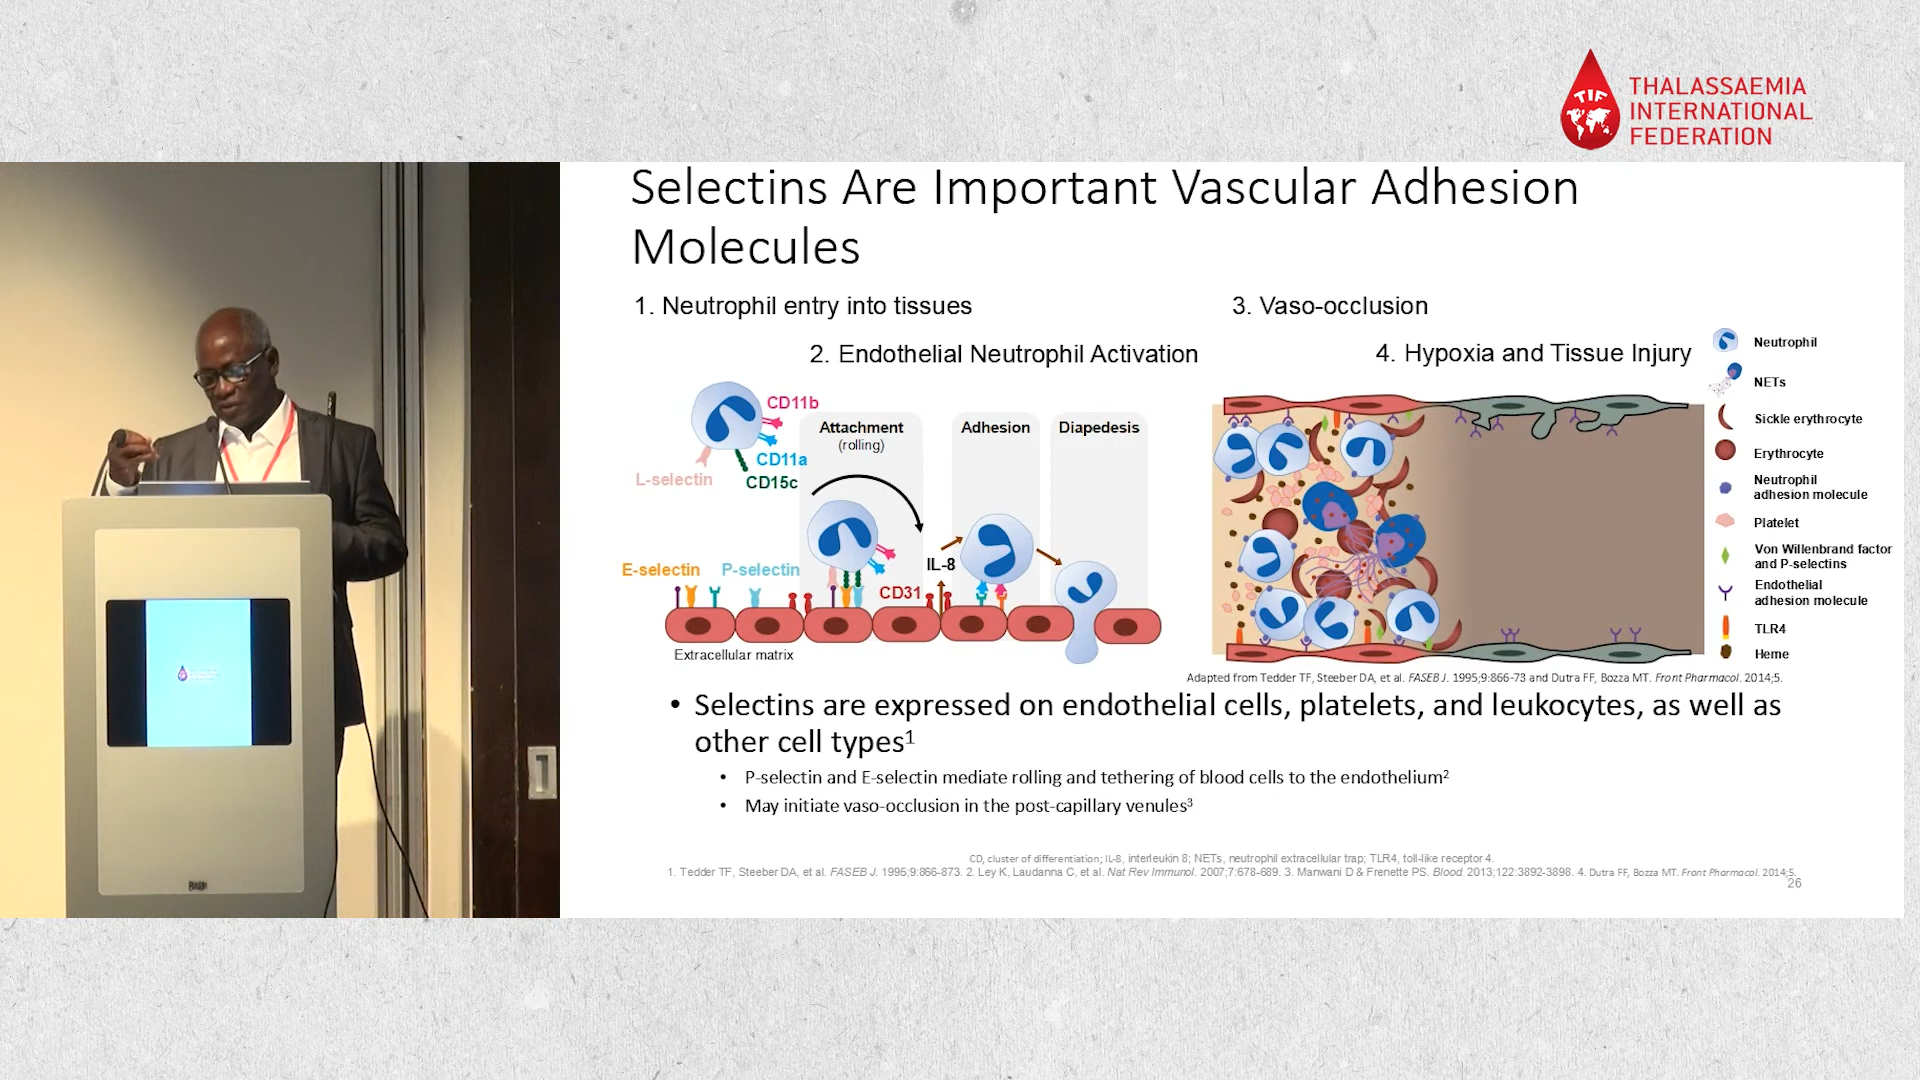 THALASSAEMIA
INTERNATIONAL
FEDERATION
TIF
Selectins Are Important Vascular Adhesion
Molecules
1. Neutrophil entry into tissues
2. Endothelial Neutrophil Activation
3. Vaso-occlusion
4. Hypoxia and Tissue Injury
CD11b
CD11a
CD15c
L-selectin
Attachment
(rolling)
Adhesion
Diapedesis
E-selectin
P-selectin
CD31
IL-8
Extracellular matrix
Neutrophil
NETs
Sickle erythrocyte
Erythrocyte
Neutrophil
adhesion molecule
Platelet
Von Willenbrand factor
and P-selectins
Endothelial
adhesion molecule
TLR4
Heme
Adapted from Tedder TF, Steeber DA, et al. FASEB J. 1995;9:866-73 and Dutra FF, Bozza MT. Front Pharmacol. 2014;5.
• Selectins are expressed on endothelial cells, platelets, and leukocytes, as well as
other cell types1
• P-selectin and E-selectin mediate rolling and tethering of blood cells to the endothelium2
• May initiate vaso-occlusion in the post-capillary venules3
CD, cluster of differentiation; IL-8, interleukin 8; NETs, neutrophil extracellular trap; TLR4, toll-like receptor 4.
1. Tedder TF, Steeber DA, et al. FASEB J. 1995;9:866-873. 2. Ley K, Laudanna C, et al. Nat Rev Immunol. 2007;7:678-689. 3. Manwani D & Frenette PS. Blood. 2013;122:3892-3898. 4. Dutra FF, Bozza MT. Front Pharmacol. 2014;5.
26